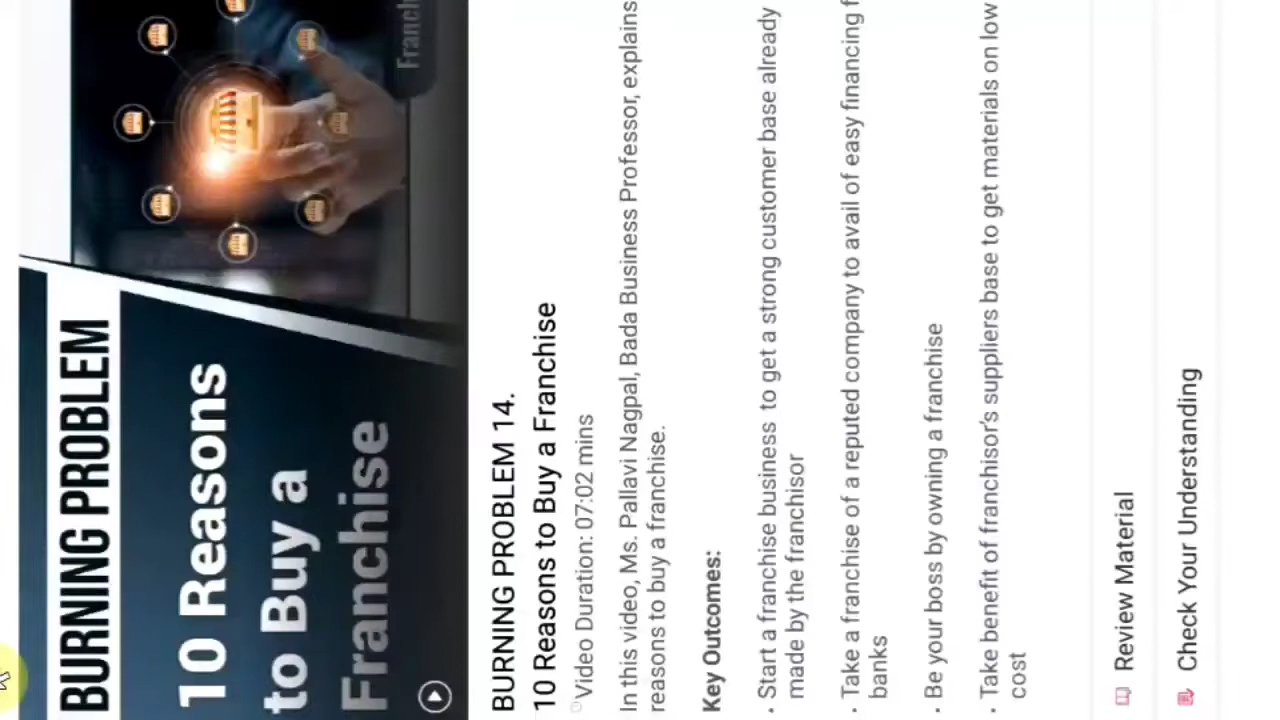 BURNING PROBLEM
10 Reasons
to Buy a
Franchise
BURNING PROBLEM 14.
10 Reasons to Buy a Franchise
Video Duration: 07:02 mins
In this video, Ms. Pallavi Nagpal, Bada Business Professor, explains
reasons to buy a franchise.
Key Outcomes:
• Start a franchise business to get a strong customer base already
made by the franchisor
• Take a franchise of a reputed company to avail of easy financing
banks
• Be your boss by owning a franchise
• Take benefit of franchisor's suppliers base to get materials on low
cost
Review Material
Check Your Understanding